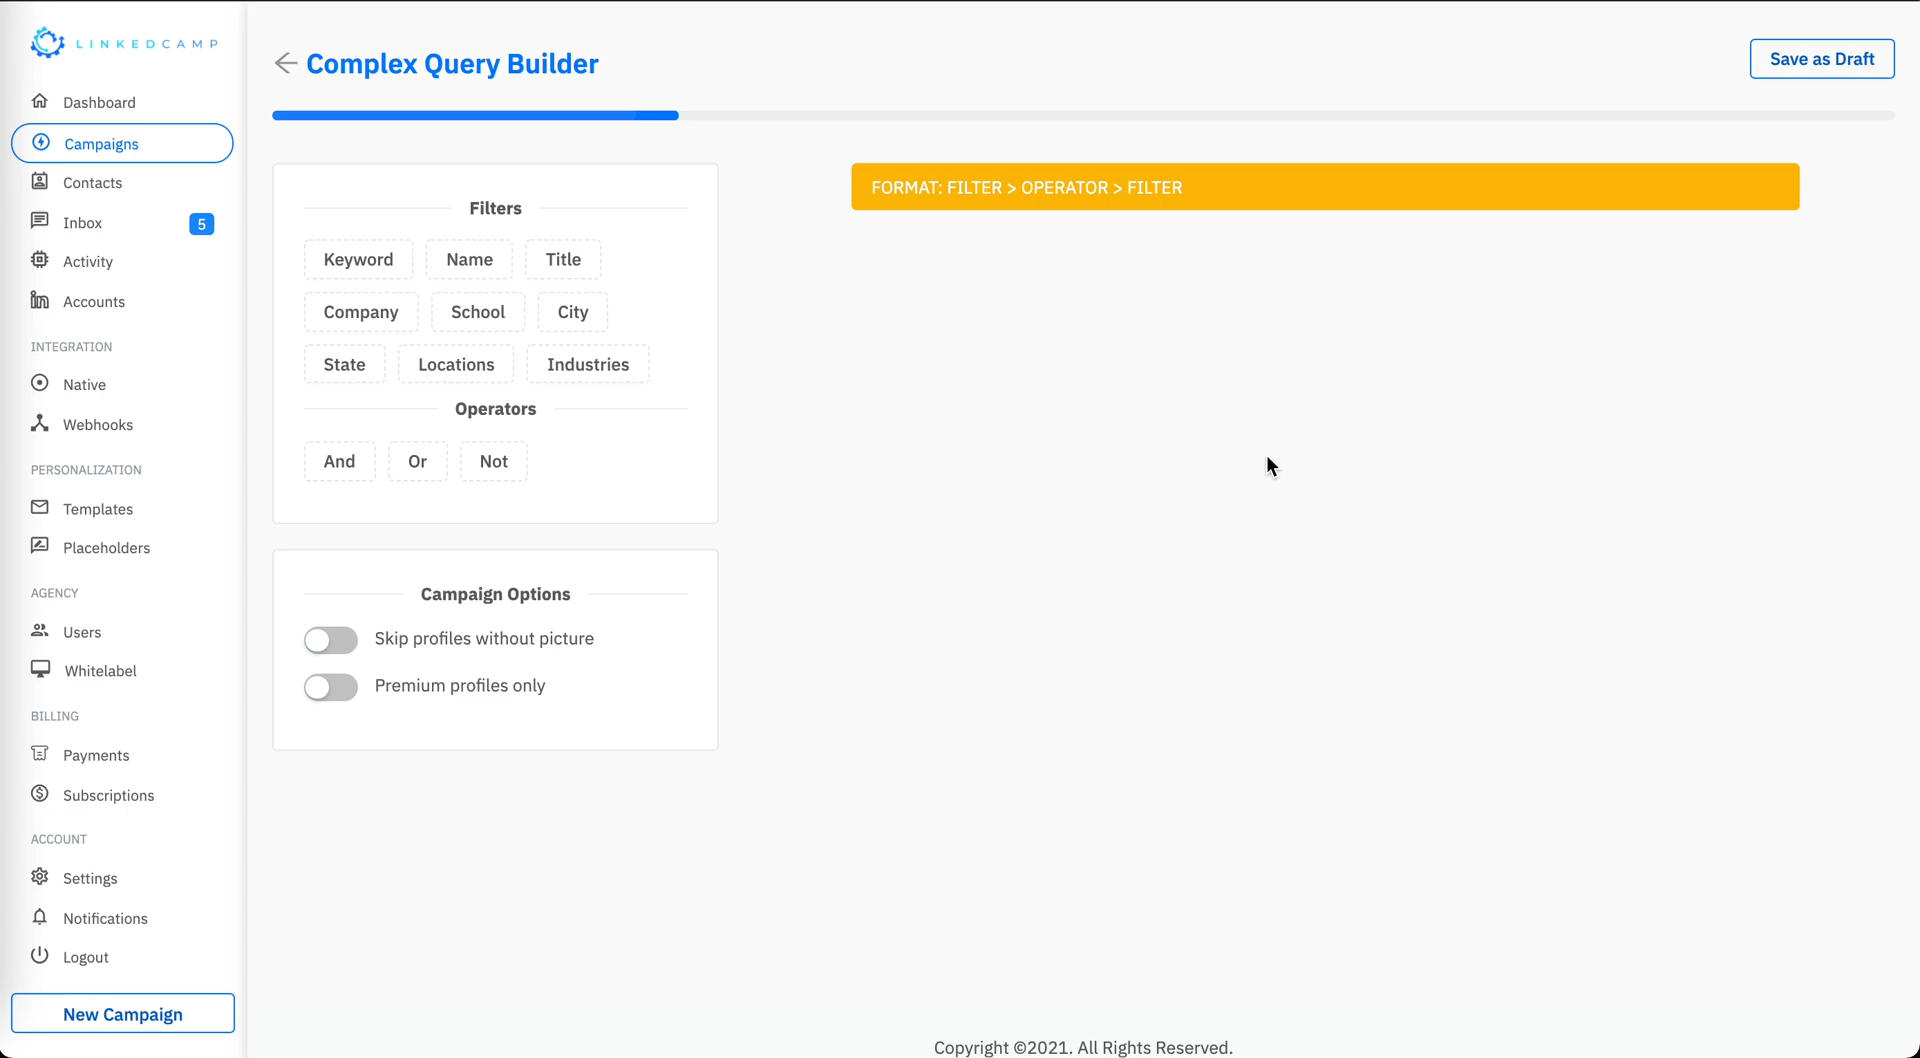 LINKEDCAMP
Dashboard
Campaigns
Contacts
Inbox 5
Activity
Accounts
INTEGRATION
Native
Webhooks
PERSONALIZATION
Templates
Placeholders
AGENCY
Users
Whitelabel
BILLING
Payments
Subscriptions
ACCOUNT
Settings
Notifications
Logout
New Campaign
Complex Query Builder
Save as Draft
Filters
Keyword Name Title
Company School City
State Locations Industries
Operators
And Or Not
Campaign Options
Skip profiles without picture
Premium profiles only
FORMAT: FILTER > OPERATOR > FILTER
Copyright ©2021. All Rights Reserved.